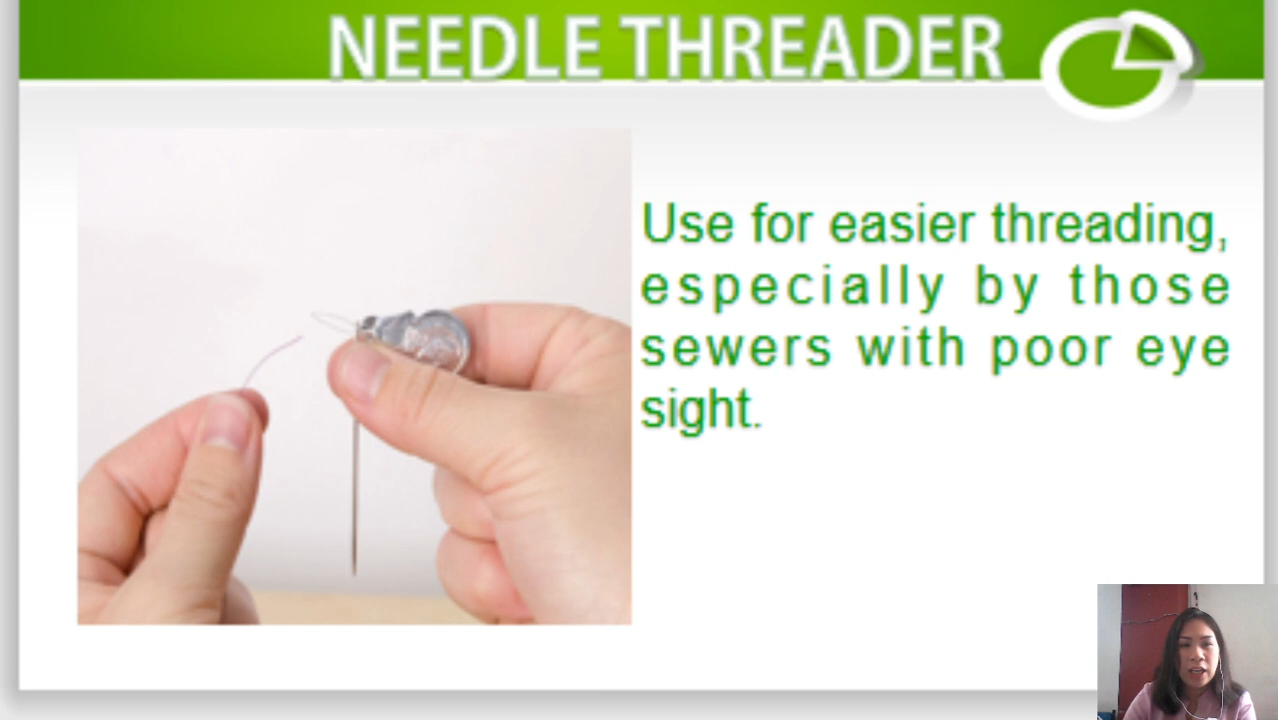 NEEDLE THREADER
Use for easier threading,
especially by those
sewers with poor eye
sight.